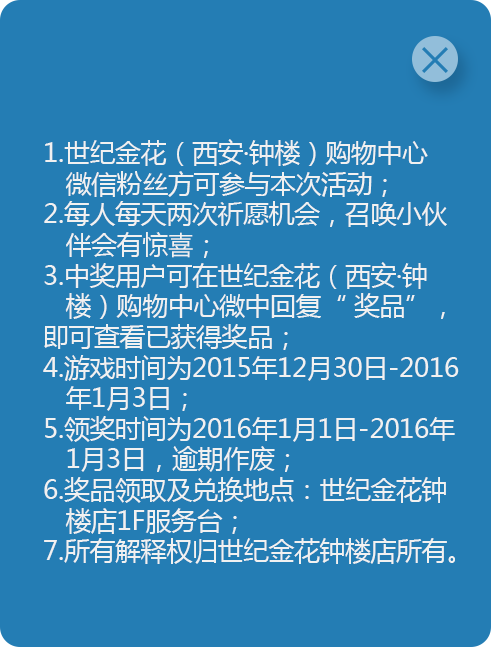 1.世纪金花（西安·钟楼）购物中心
微信粉丝方可参与本次活动；
2.每人每天两次祈愿机会，召唤小伙
伴会有惊喜；
3.中奖用户可在世纪金花（西安·钟
楼）购物中心微中回复“ 奖品”，
即可查看已获得奖品；
4.游戏时间为2015年12月30日-2016
年1月3日；
5.领奖时间为2016年1月1日-2016年
1月3日，逾期作废；
6.奖品领取及兑换地点：世纪金花钟
楼店1F服务台；
7.所有解释权归世纪金花钟楼店所有。